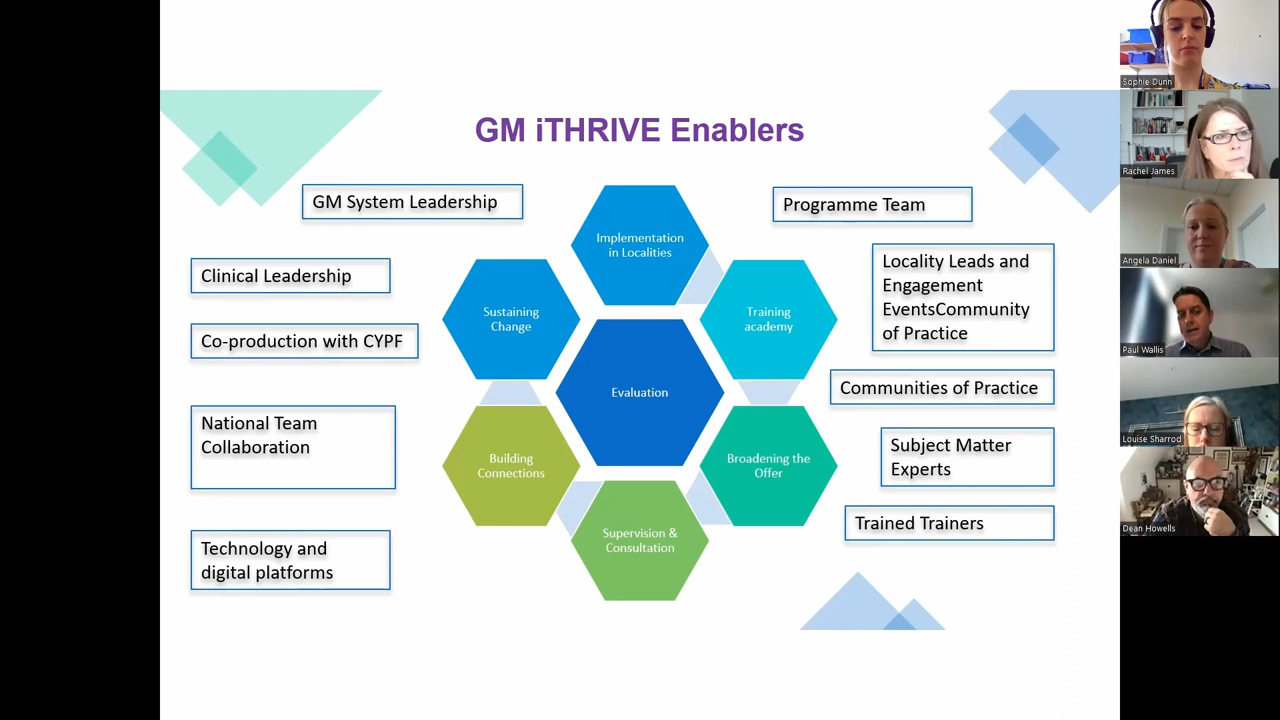 GM iTHRIVE Enablers
GM System Leadership
Programme Team
Clinical Leadership
Co-production with CYPF
National Team
Collaboration
Technology and
digital platforms
Implementation
in Localities
Sustaining
Change
Training
academy
Evaluation
Building
Connections
Broadening the
Offer
Supervision &
Consultation
Locality Leads and
Engagement
EventsCommunity
of Practice
Communities of Practice
Subject Matter
Experts
Trained Trainers
Sophie Dunn
Rachel James
Angela Daniel
Paul Wallis
Louise Sharrod
Dean Howells